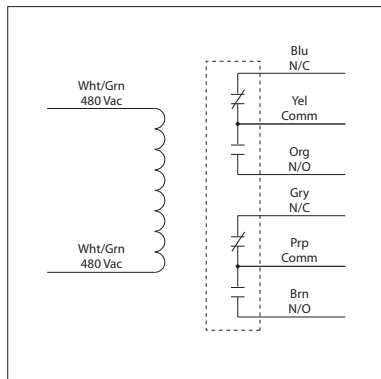 Wht/Grn
480 Vac
Wht/Grn
480 Vac
Blu
N/C
Yel
Comm
Org
N/O
Gry
N/C
Prp
Comm
Brn
N/O